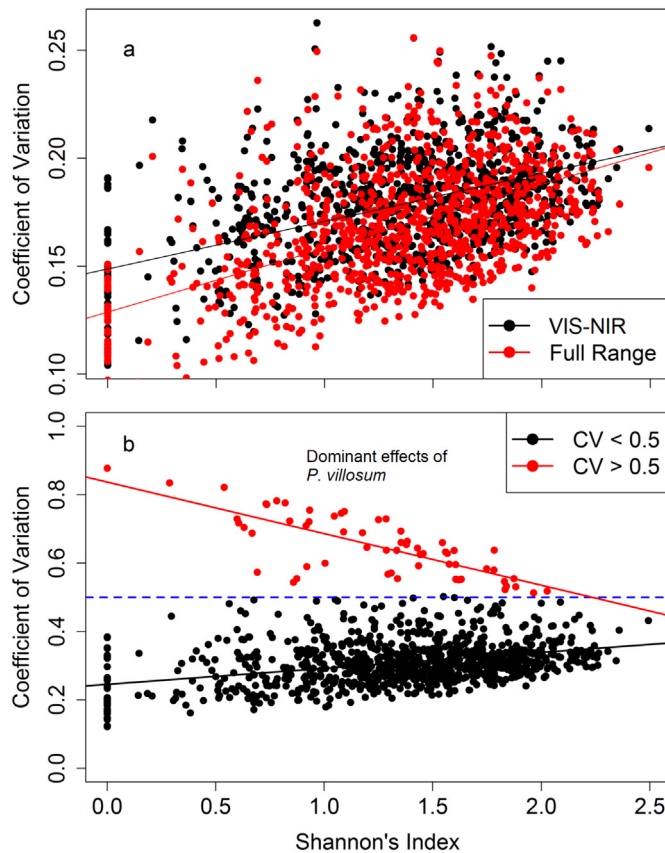 a
Coefficient of Variation
0.25
0.20
0.15
0.10
VIS-NIR
Full Range
b
Coefficient of Variation
1.0
0.8
0.6
0.4
0.2
0.0
CV < 0.5
CV > 0.5
Dominant effects of
P. villosum
0.0 0.5 1.0 1.5 2.0 2.5
Shannon's Index